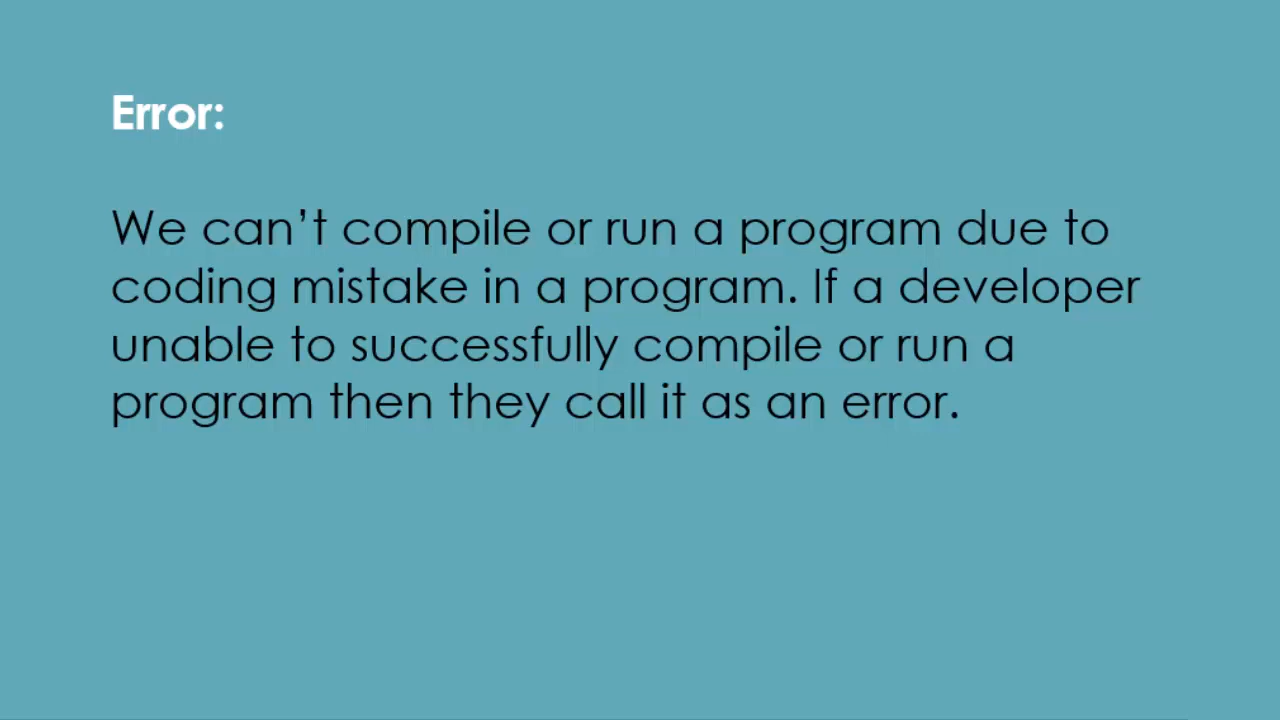 Error:
We can’t compile or run a program due to
coding mistake in a program. If a developer
unable to successfully compile or run a
program then they call it as an error.